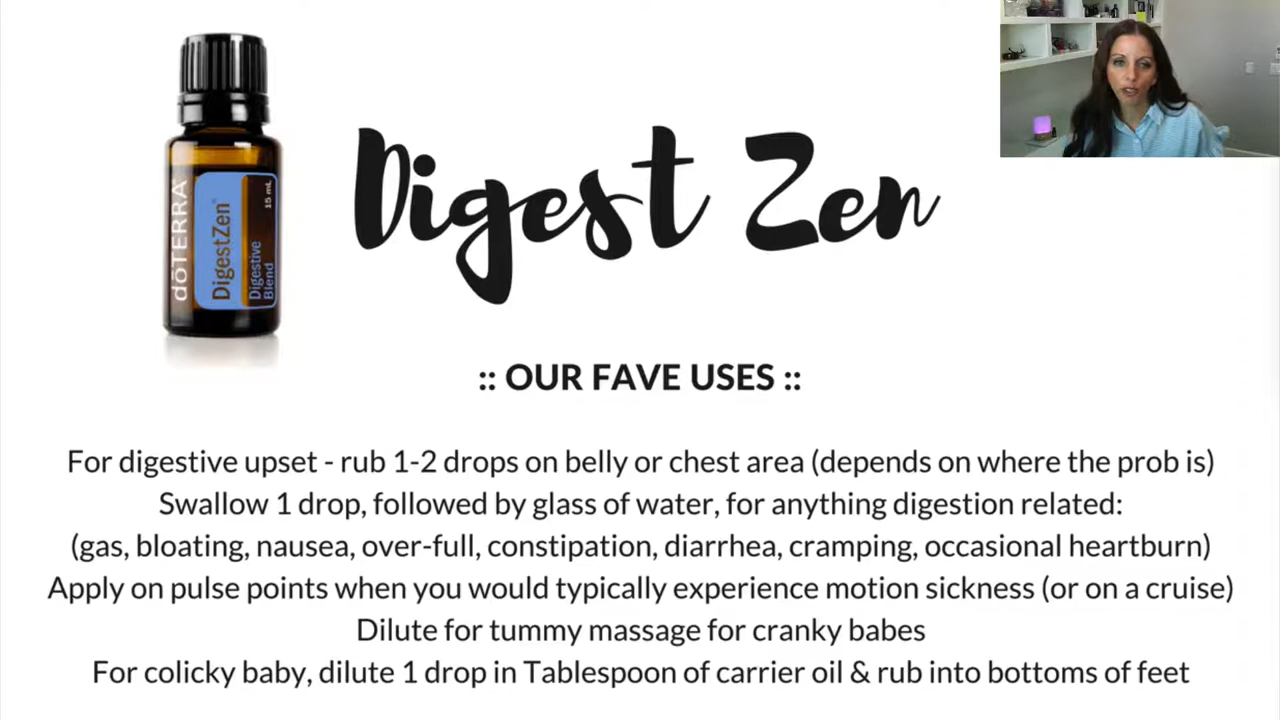 dōTERRA
DigestZen®
Digestive
Blend
15 mL
Digest Zen
:: OUR FAVE USES ::
For digestive upset - rub 1-2 drops on belly or chest area (depends on where the prob is)
Swallow 1 drop, followed by glass of water, for anything digestion related:
(gas, bloating, nausea, over-full, constipation, diarrhea, cramping, occasional heartburn)
Apply on pulse points when you would typically experience motion sickness (or on a cruise)
Dilute for tummy massage for cranky babes
For colicky baby, dilute 1 drop in Tablespoon of carrier oil & rub into bottoms of feet